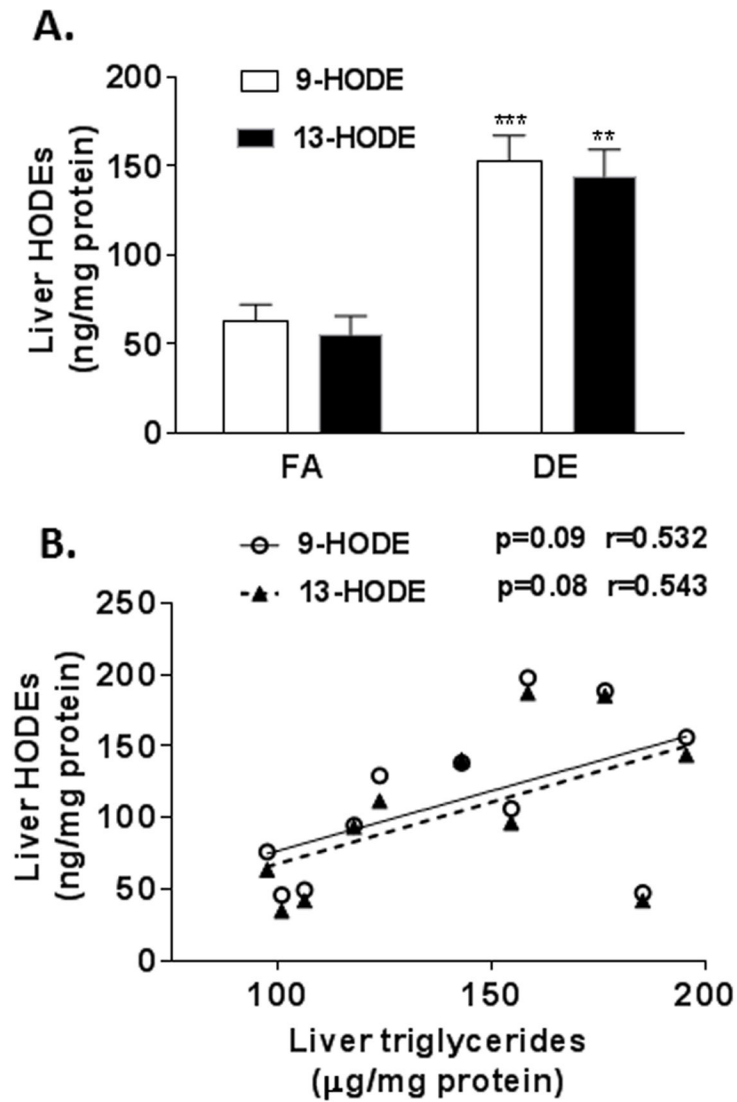 A.
200
150
100
50
0
Liver HODEs
(ng/mg protein)
9-HODE
13-HODE
***
**
FA DE
B.
9-HODE p=0.09 r=0.532
13-HODE p=0.08 r=0.543
250
200
150
100
50
0
Liver HODEs
(ng/mg protein)
100 150 200
Liver triglycerides
(μg/mg protein)